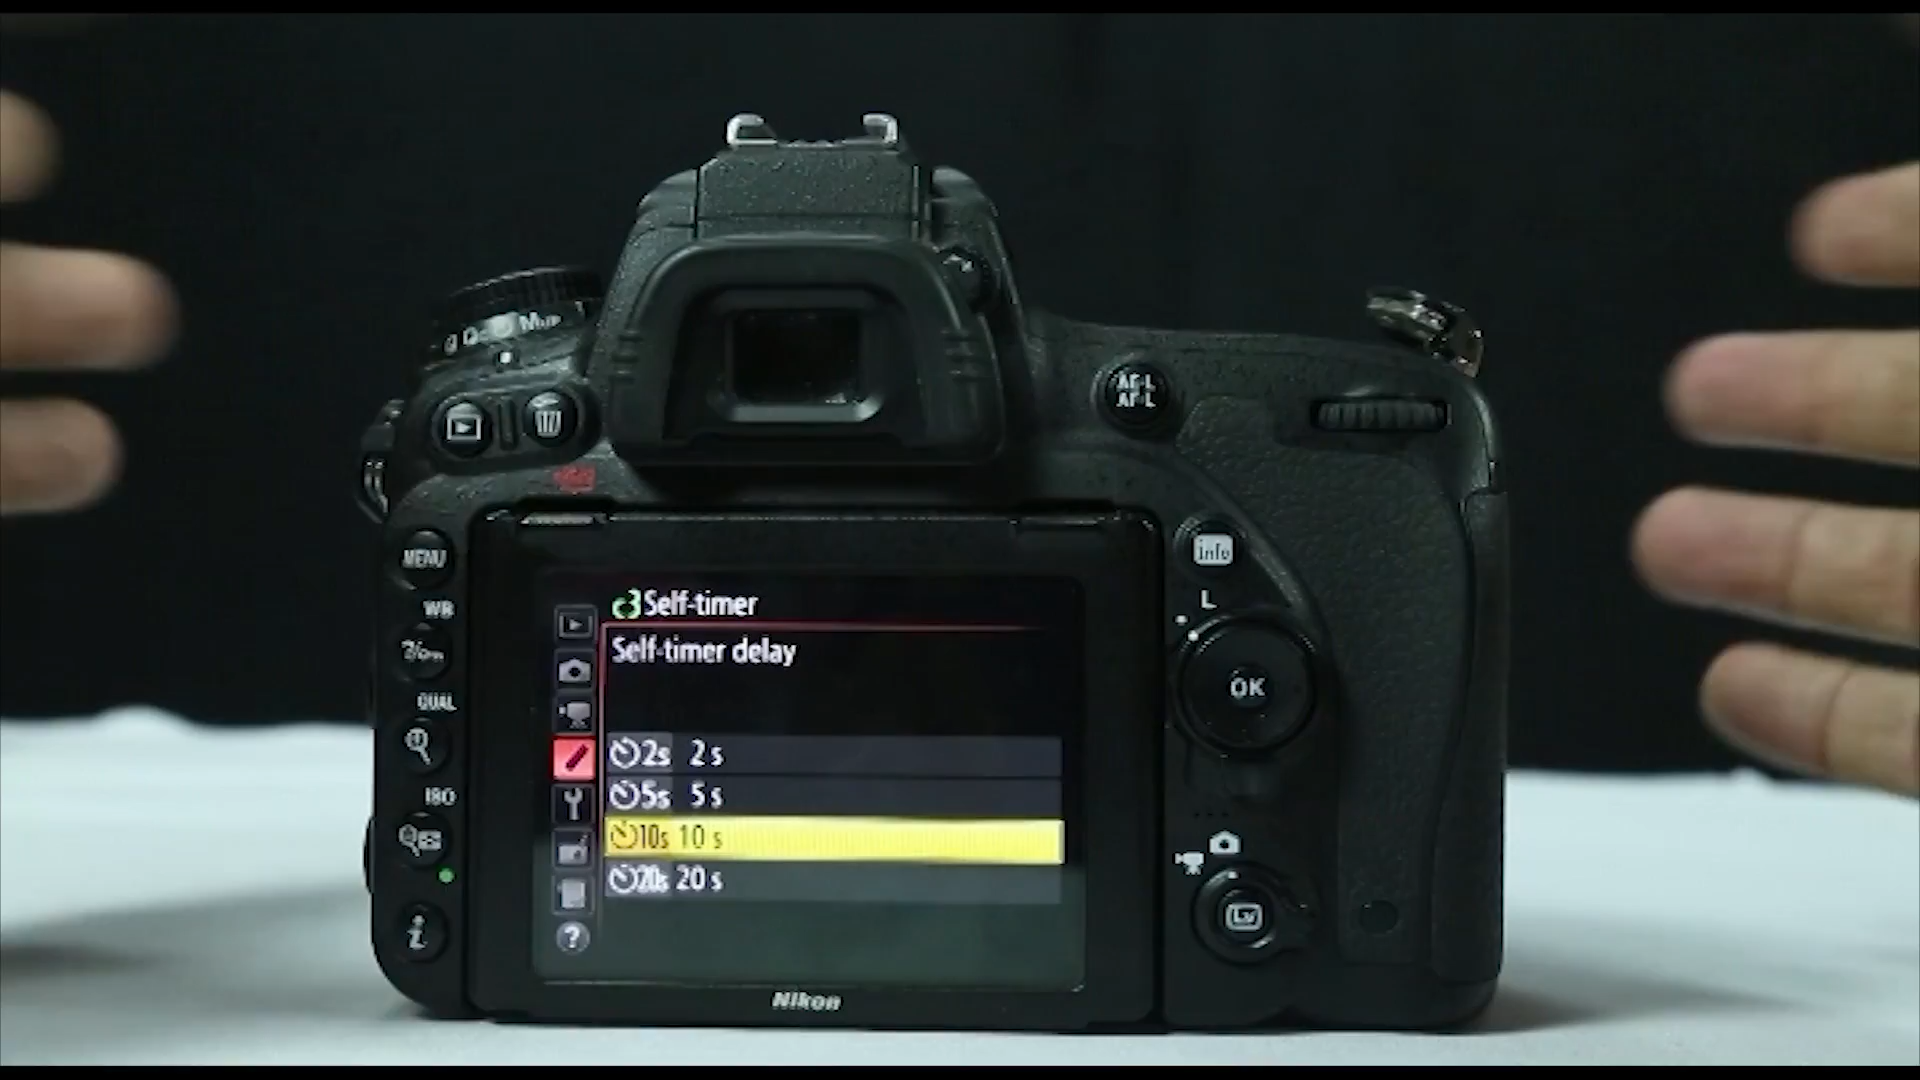 AE-L
AF-L
MENU
info
WB
L
QUAL
OK
ISO
Lv
i
c3 Self-timer
Self-timer delay
2s 2 s
5s 5 s
10s 10 s
20s 20 s
?
Nikon